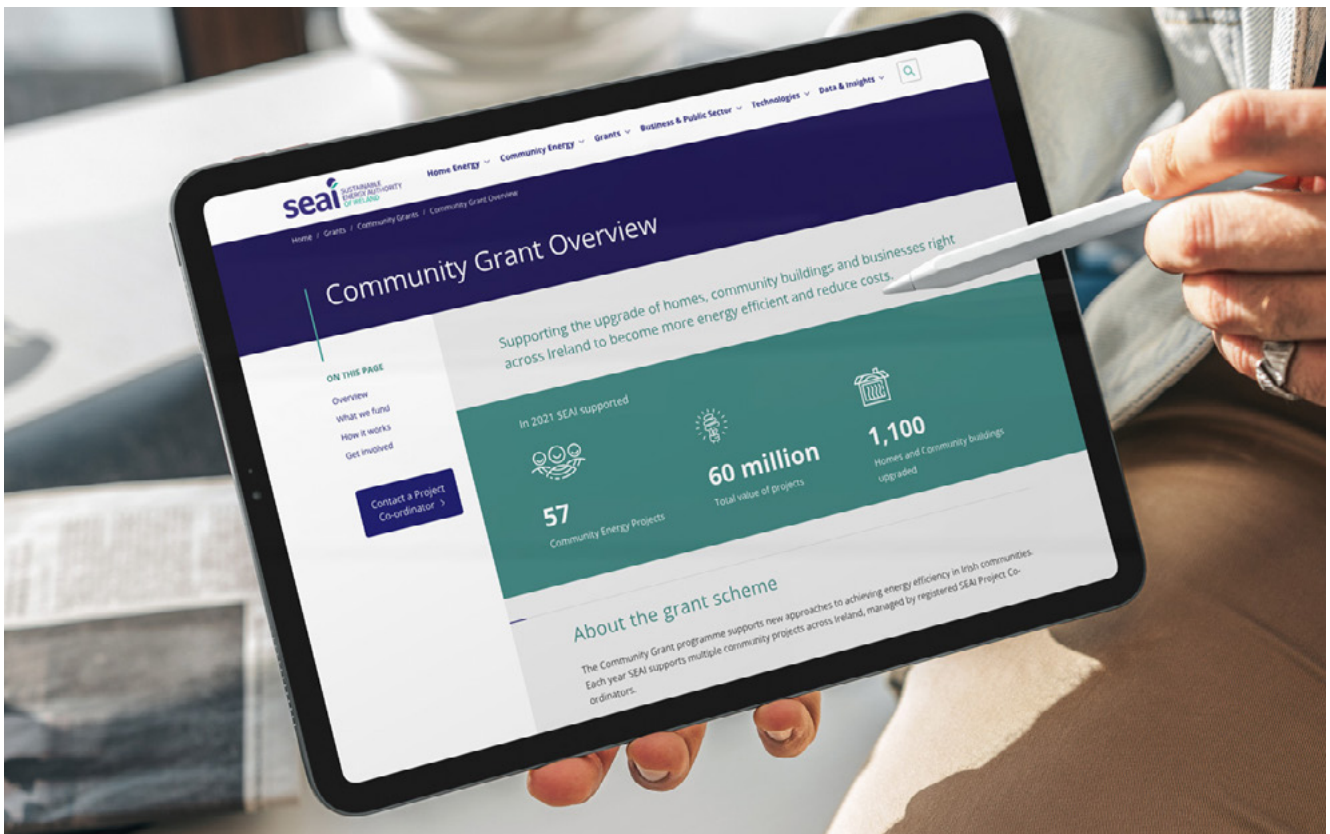 seai
SUSTAINABLE
ENERGY AUTHORITY
OF IRELAND
Home Energy
Community Energy
Grants
Business & Public Sector
Technologies
Data & Insights
Home / Grants / Community Grants / Community Grant Overview
Community Grant Overview
ON THIS PAGE
Overview
What we fund
How it works
Get involved
Contact a Project
Co-ordinator >
Supporting the upgrade of homes, community buildings and businesses right
across Ireland to become more energy efficient and reduce costs.
In 2021 SEAI supported
57
Community Energy Projects
60 million
Total value of projects
1,100
Homes and Community buildings
upgraded
About the grant scheme
The Community Grant programme supports new approaches to achieving energy efficiency in Irish communities.
Each year SEAI supports multiple community projects across Ireland, managed by registered SEAI Project Co-
ordinators.